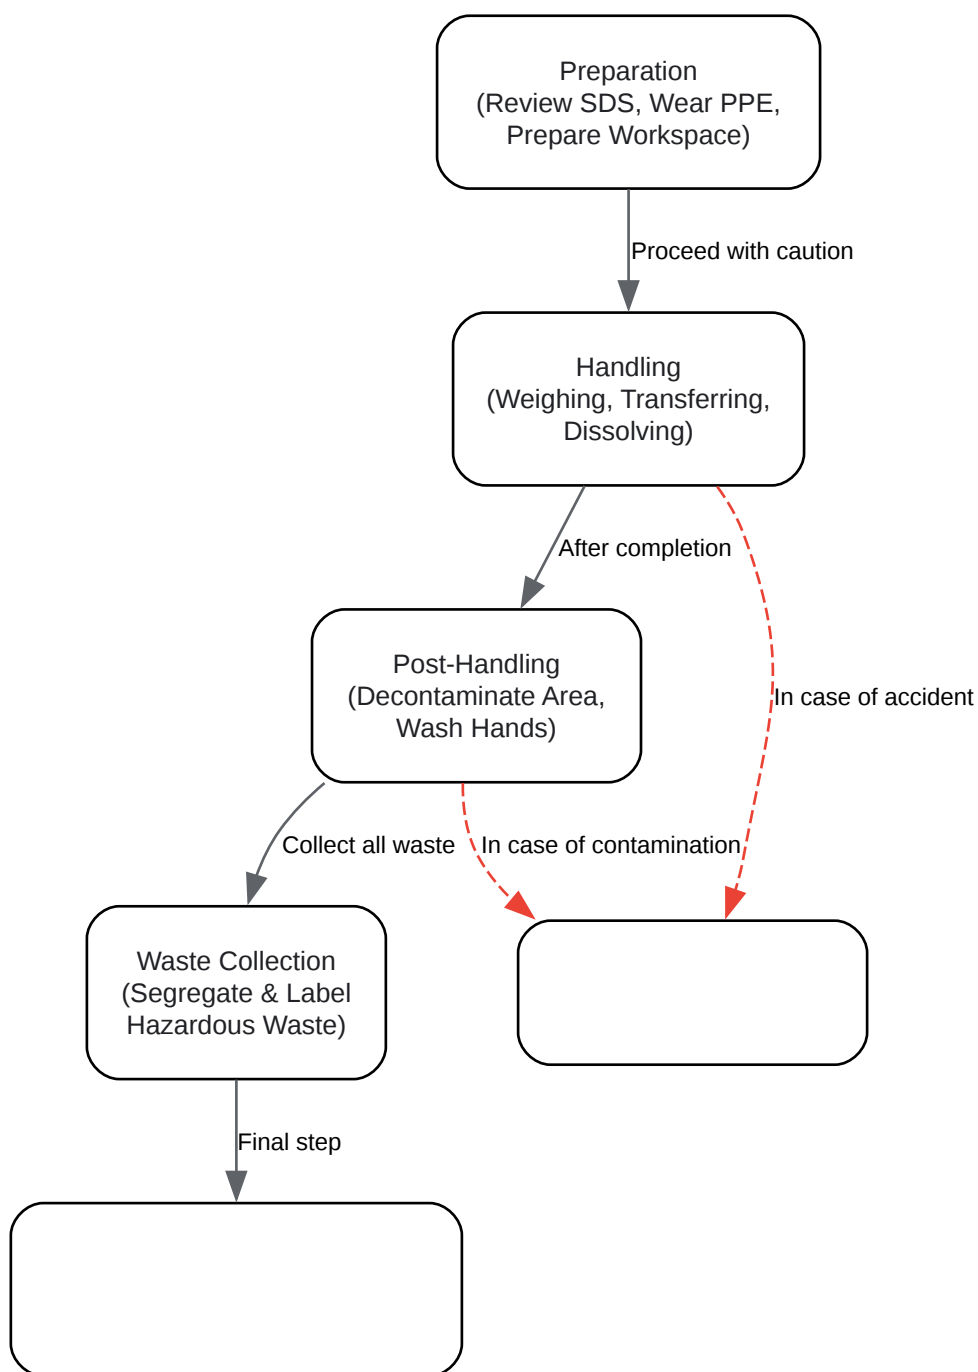 Preparation
(Review SDS, Wear PPE,
Prepare Workspace)
Proceed with caution
Handling
(Weighing, Transferring,
Dissolving)
After completion
In case of accident
Post-Handling
(Decontaminate Area,
Wash Hands)
Collect all waste
In case of contamination
Waste Collection
(Segregate & Label
Hazardous Waste)
Final step